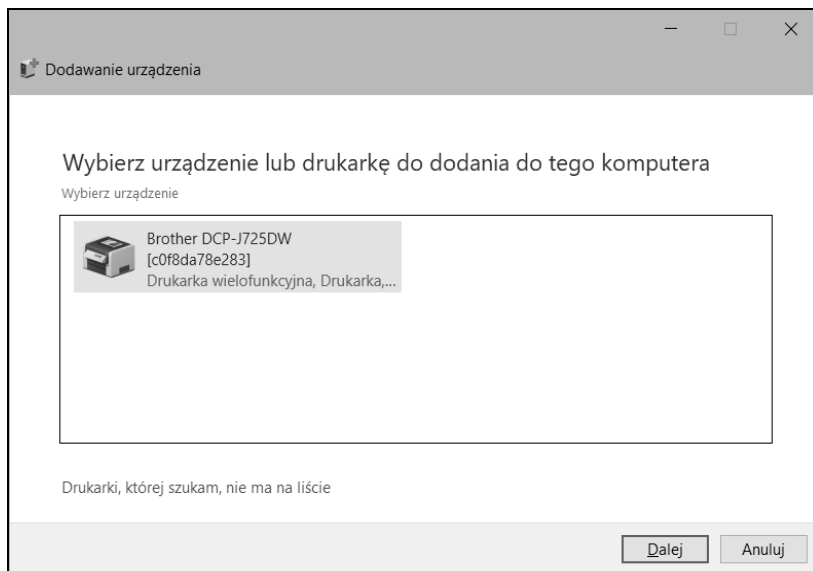 Dodawanie urządzenia
Wybierz urządzenie lub drukarkę do dodania do tego komputera
Wybierz urządzenie
Brother DCP-J725DW
[c0f8da78e283]
Drukarka wielofunkcyjna, Drukarka,...
Drukarki, której szukam, nie ma na liście
Dalej
Anuluj